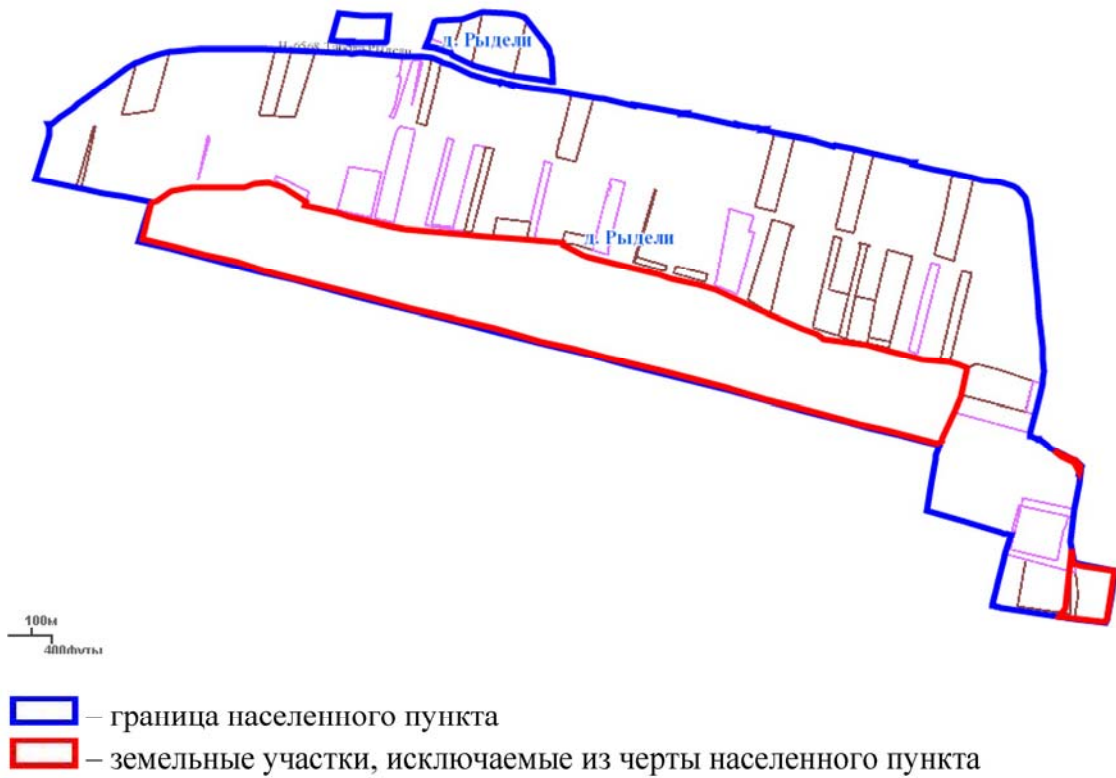 д. Рыдели
д. Рыдели
100м
400футы
– граница населенного пункта
– земельные участки, исключаемые из черты населенного пункта